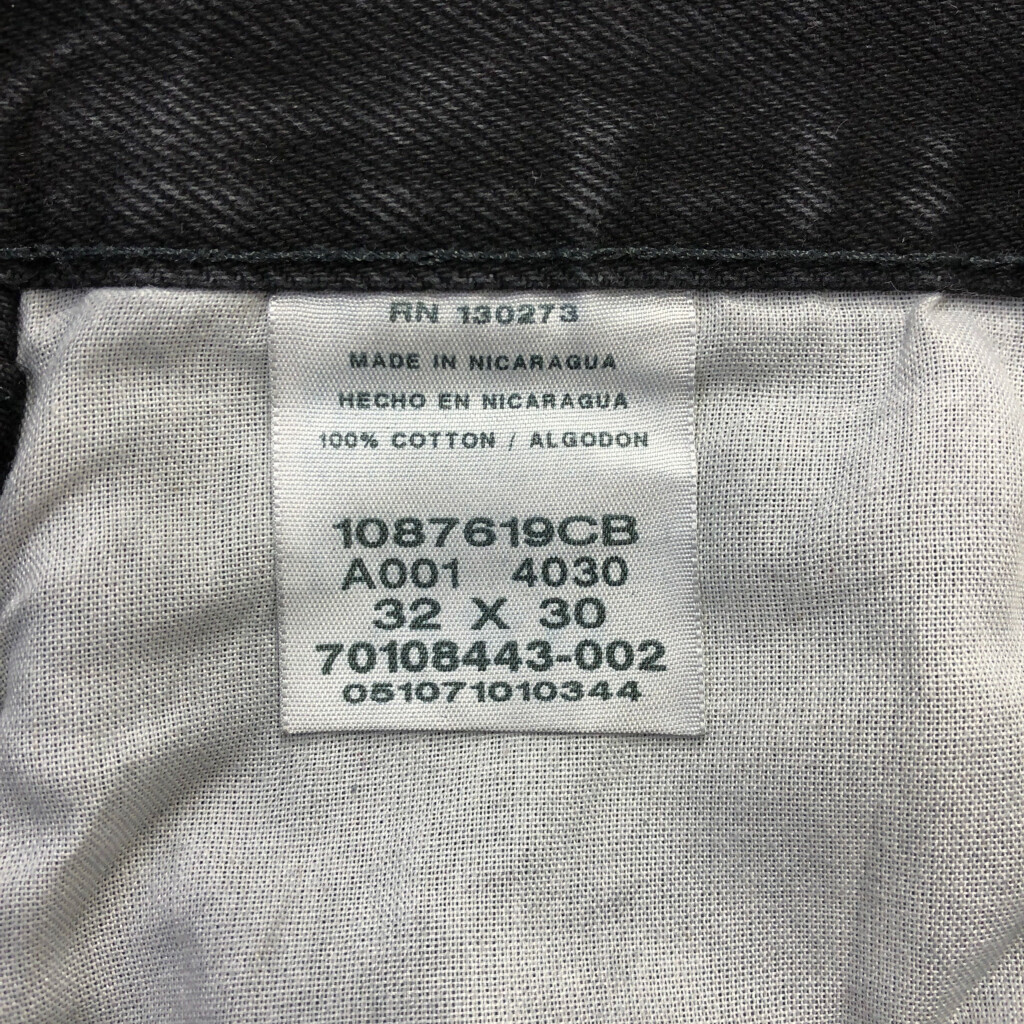 RN 130273
MADE IN NICARAGUA
HECHO EN NICARAGUA
100% COTTON / ALGODON
1087619CB
A001 4030
32 X 30
70108443-002
051071010344